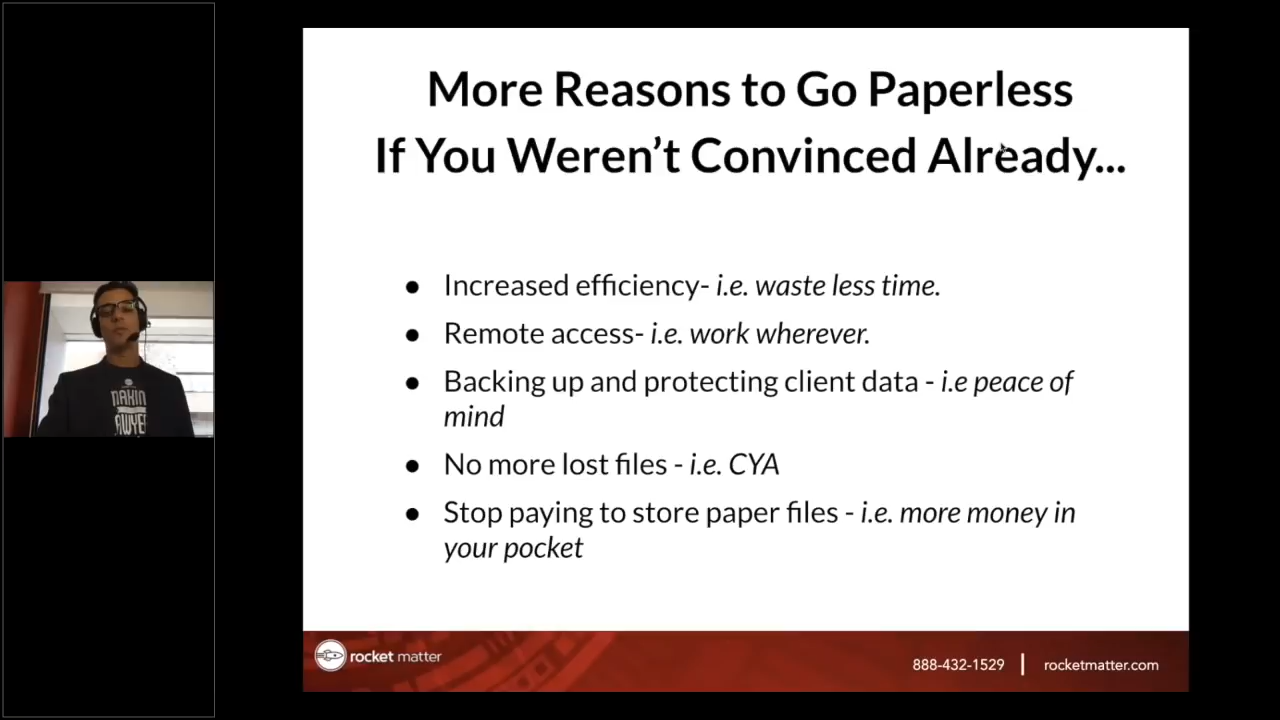 More Reasons to Go Paperless
If You Weren’t Convinced Already...
● Increased efficiency- i.e. waste less time.
● Remote access- i.e. work wherever.
● Backing up and protecting client data - i.e peace of
mind
● No more lost files - i.e. CYA
● Stop paying to store paper files - i.e. more money in
your pocket
rocket matter
888-432-1529 | rocketmatter.com